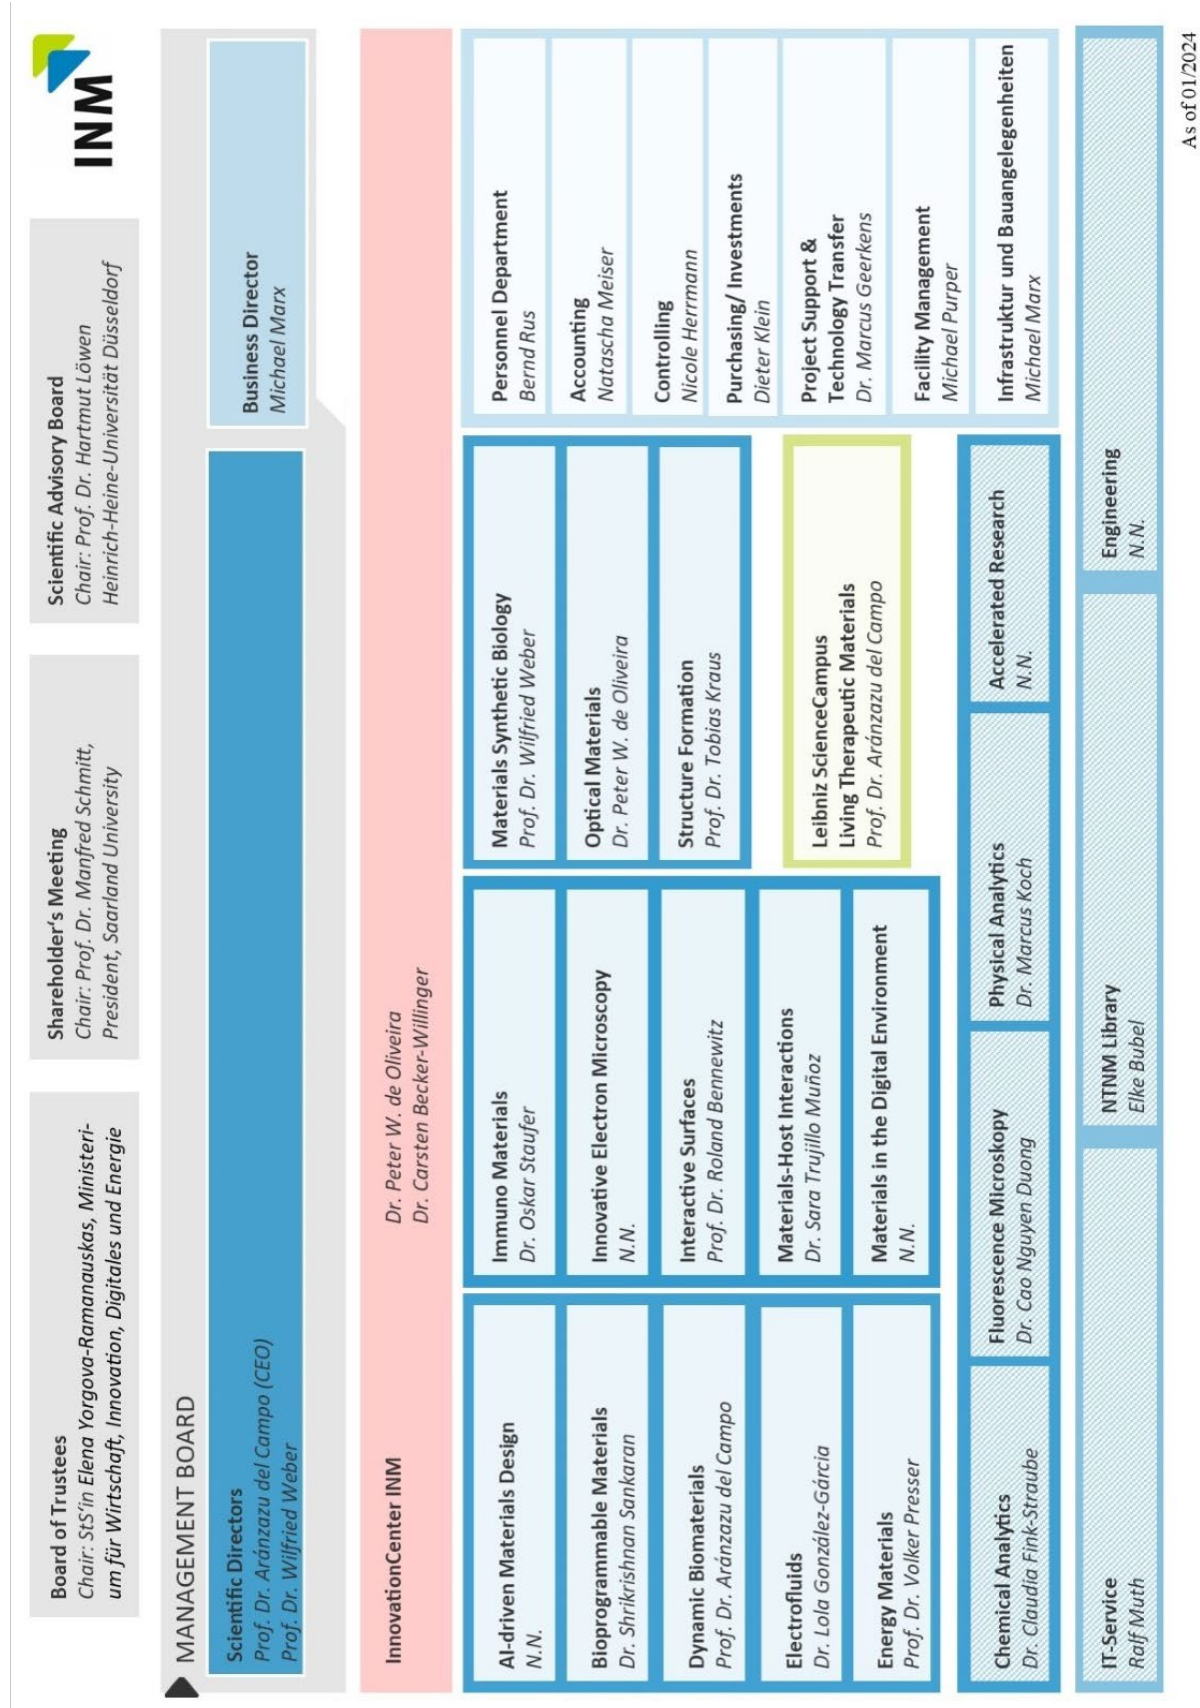 Board of Trustees
Chair: StS‘in Elena Yorgova-Ramanauskas, Ministeri-
um für Wirtschaft, Innovation, Digitales und Energie
Shareholder‘s Meeting
Chair: Prof. Dr. Manfred Schmitt,
President, Saarland University
Scientific Advisory Board
Chair: Prof. Dr. Hartmut Löwen
Heinrich-Heine-Universität Düsseldorf
INM
MANAGEMENT BOARD
Scientific Directors
Prof. Dr. Aránzazu del Campo (CEO)
Prof. Dr. Wilfried Weber
Business Director
Michael Marx
InnovationCenter INM
Dr. Peter W. de Oliveira
Dr. Carsten Becker-Willinger
AI-driven Materials Design
N.N.
Bioprogrammable Materials
Dr. Shrikrishnan Sankaran
Dynamic Biomaterials
Prof. Dr. Aránzazu del Campo
Electrofluids
Dr. Lola González-Gárcia
Energy Materials
Prof. Dr. Volker Presser
Immuno Materials
Dr. Oskar Staufer
Innovative Electron Microscopy
N.N.
Interactive Surfaces
Prof. Dr. Roland Bennewitz
Materials-Host Interactions
Dr. Sara Trujillo Muñoz
Materials in the Digital Environment
N.N.
Materials Synthetic Biology
Prof. Dr. Wilfried Weber
Optical Materials
Dr. Peter W. de Oliveira
Structure Formation
Prof. Dr. Tobias Kraus
Leibniz ScienceCampus
Living Therapeutic Materials
Prof. Dr. Aránzazu del Campo
Personnel Department
Bernd Rus
Accounting
Natascha Meiser
Controlling
Nicole Herrmann
Purchasing/ Investments
Dieter Klein
Project Support &
Technology Transfer
Dr. Marcus Geerkens
Facility Management
Michael Purper
Infrastruktur und Bauangelegenheiten
Michael Marx
Chemical Analytics
Dr. Claudia Fink-Straube
Fluorescence Microskopy
Dr. Cao Nguyen Duong
Physical Analytics
Dr. Marcus Koch
Accelerated Research
N.N.
IT-Service
Ralf Muth
NTNM Library
Elke Bubel
Engineering
N.N.
As of 01/2024